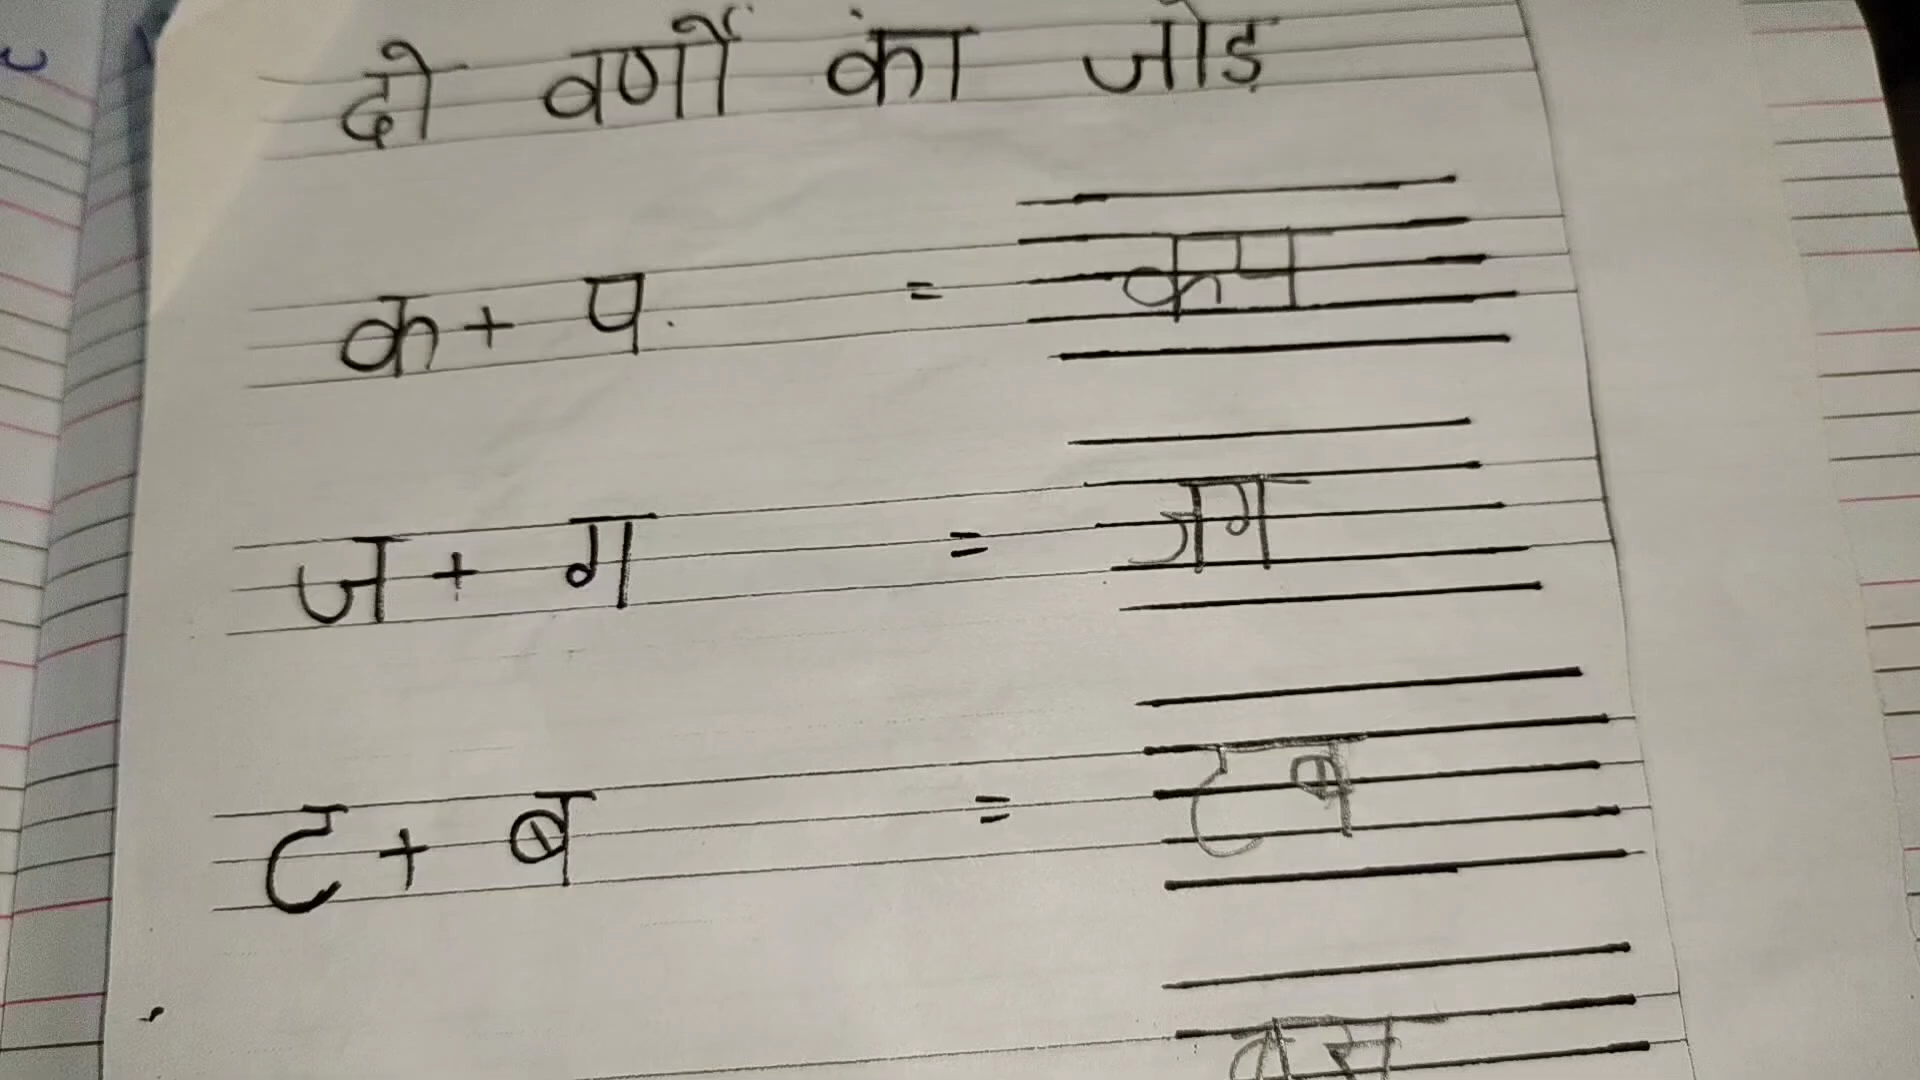 दो वर्णों का जोड़
क + प = कप
ज + ग = जग
ट + ब = टब